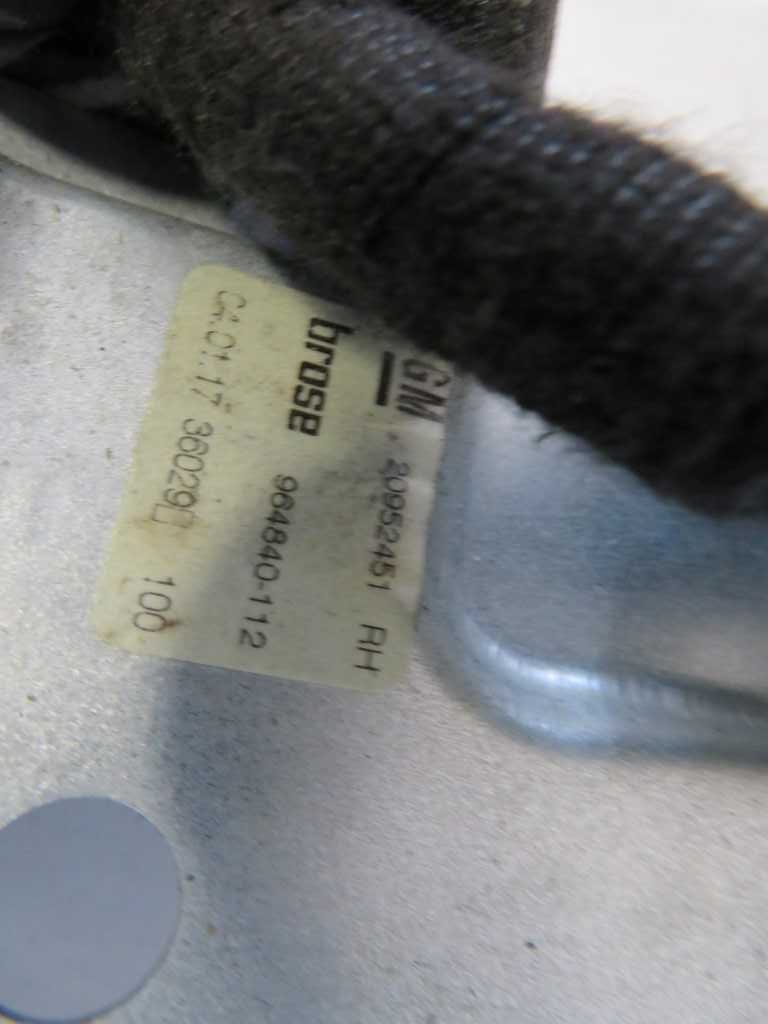 GM 20952451 RH
brose 964840-112
04.01.17 36029 100